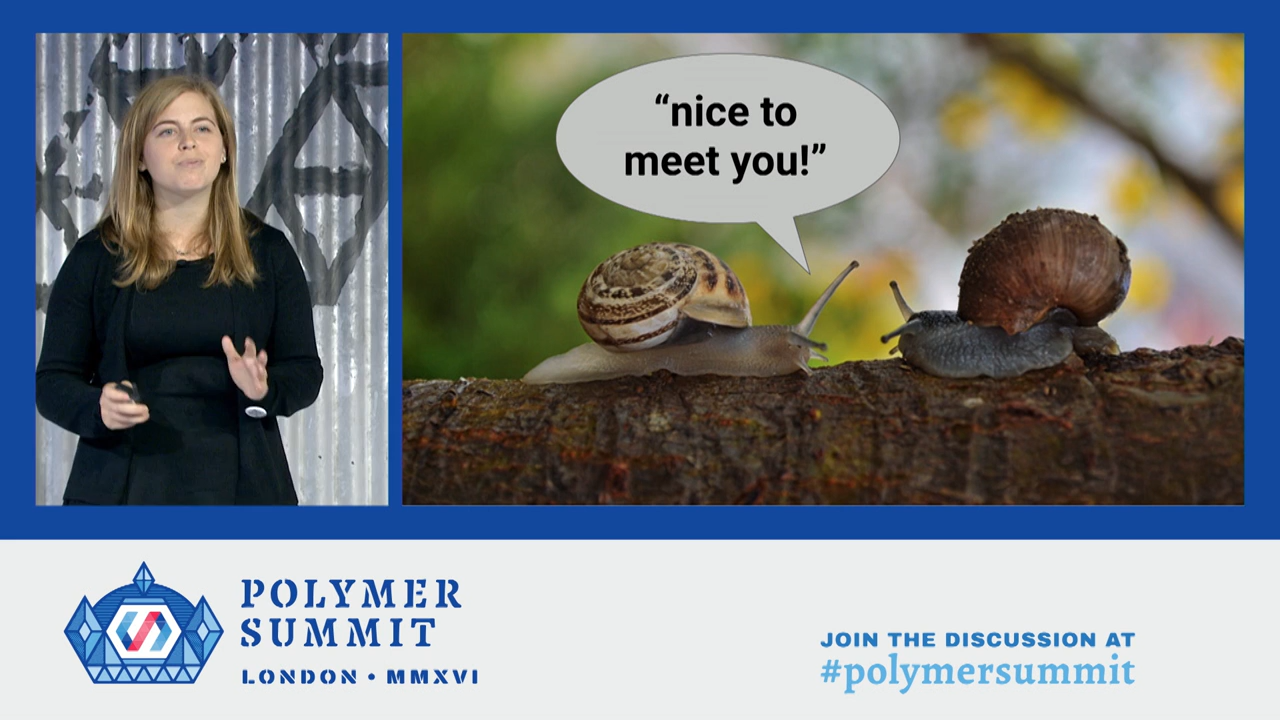 “nice to
meet you!”
POLYMER
SUMMIT
LONDON • MMXVI
JOIN THE DISCUSSION AT
#polymersummit